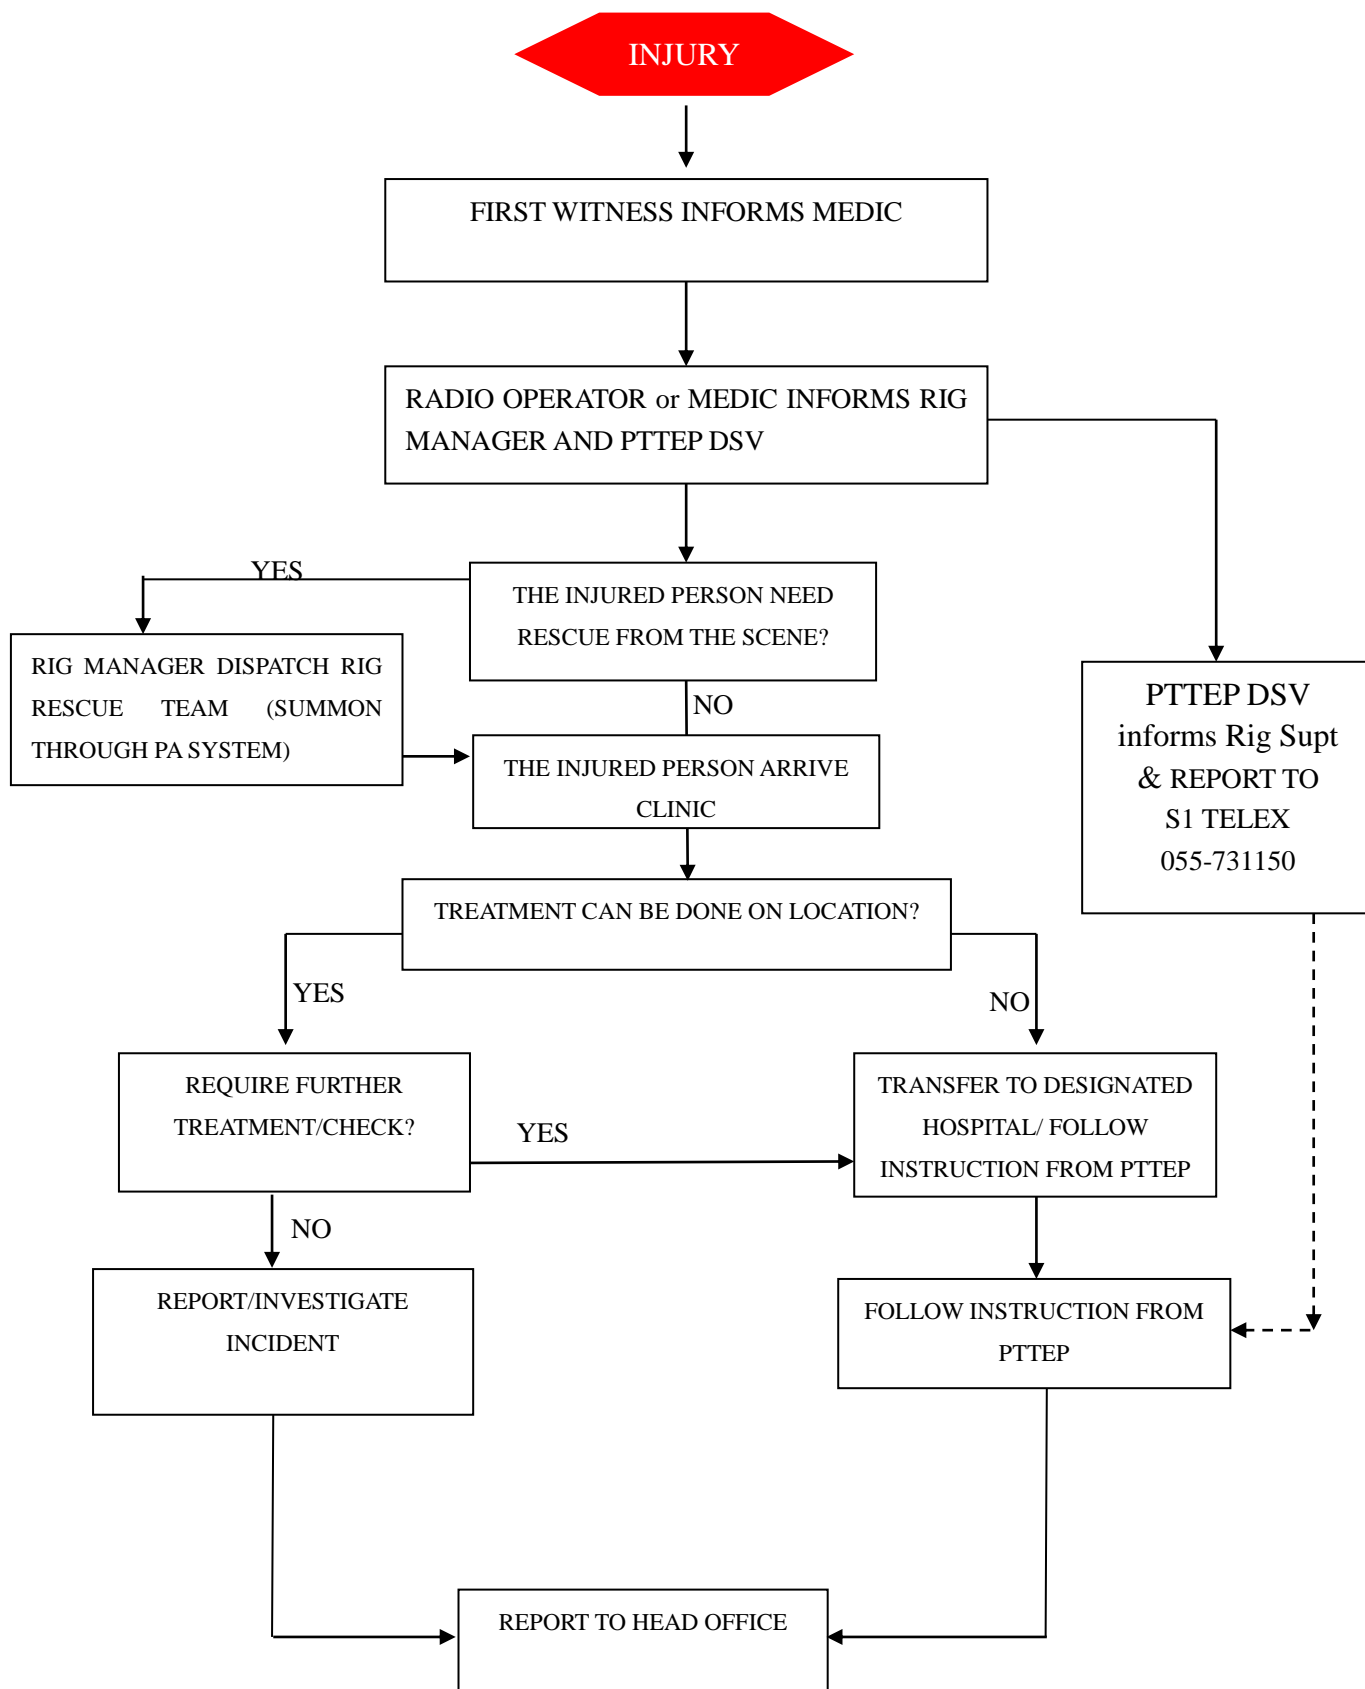 INJURY
FIRST WITNESS INFORMS MEDIC
RADIO OPERATOR or MEDIC INFORMS RIG
MANAGER AND PTTEP DSV
YES
THE INJURED PERSON NEED
RESCUE FROM THE SCENE?
RIG MANAGER DISPATCH RIG
RESCUE TEAM (SUMMON
THROUGH PA SYSTEM)
NO
THE INJURED PERSON ARRIVE
CLINIC
PTTEP DSV
informs Rig Supt
& REPORT TO
S1 TELEX
055-731150
TREATMENT CAN BE DONE ON LOCATION?
YES
NO
REQUIRE FURTHER
TREATMENT/CHECK?
YES
TRANSFER TO DESIGNATED
HOSPITAL/ FOLLOW
INSTRUCTION FROM PTTEP
NO
REPORT/INVESTIGATE
INCIDENT
FOLLOW INSTRUCTION FROM
PTTEP
REPORT TO HEAD OFFICE